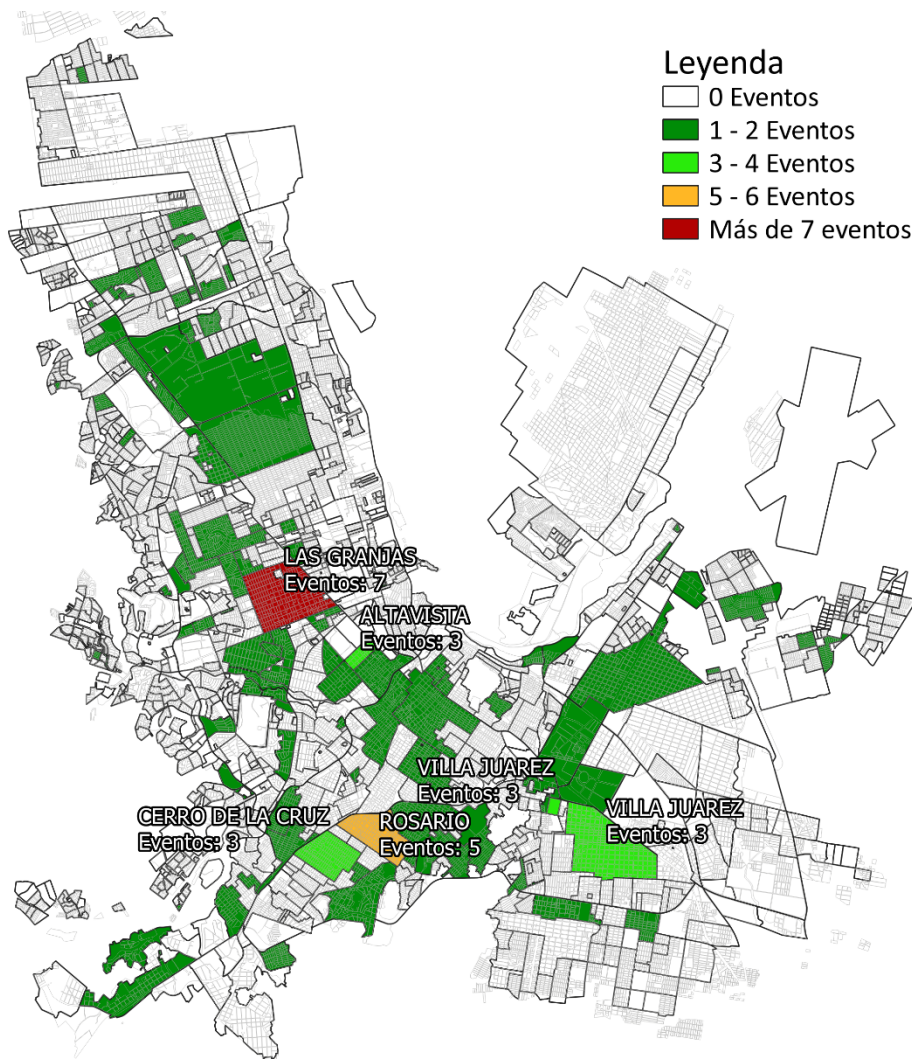 Leyenda
0 Eventos
1 - 2 Eventos
3 - 4 Eventos
5 - 6 Eventos
Más de 7 eventos
LAS GRANJAS
Eventos: 7
ALTAVISTA
Eventos: 3
VILLA JUAREZ
Eventos: 3
VILLA JUAREZ
Eventos: 3
CERRO DE LA CRUZ
Eventos: 3
ROSARIO
Eventos: 5